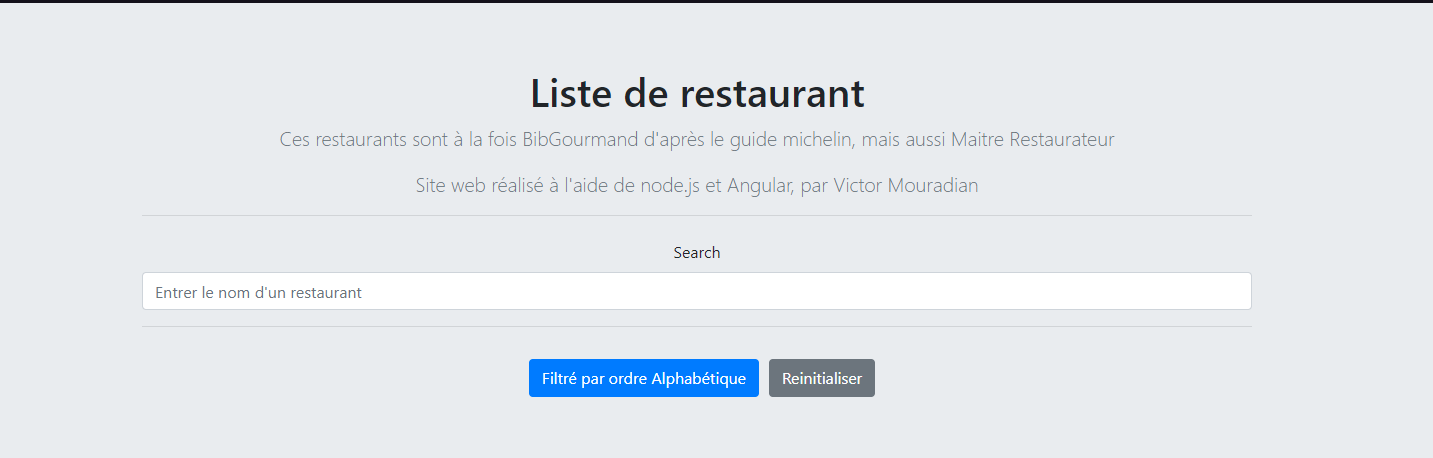 Liste de restaurant
Ces restaurants sont à la fois BibGourmand d'après le guide michelin, mais aussi Maitre Restaurateur
Site web réalisé à l'aide de node.js et Angular, par Victor Mouradian
Search
Entrer le nom d'un restaurant
Filtré par ordre Alphabétique Reinitialiser